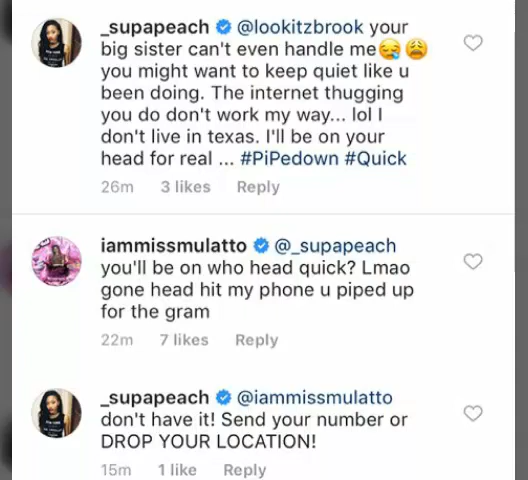 _supapeach @lookitzbrook your
big sister can't even handle me😪😩
you might want to keep quiet like u
been doing. The internet thugging
you do don't work my way... lol I
don't live in texas. I'll be on your
head for real ... #PiPedown #Quick
26m 3 likes Reply
iammissmulatto @_supapeach
you'll be on who head quick? Lmao
gone head hit my phone u piped up
for the gram
22m 7 likes Reply
_supapeach @iammissmulatto
don't have it! Send your number or
DROP YOUR LOCATION!
15m 1 like Reply